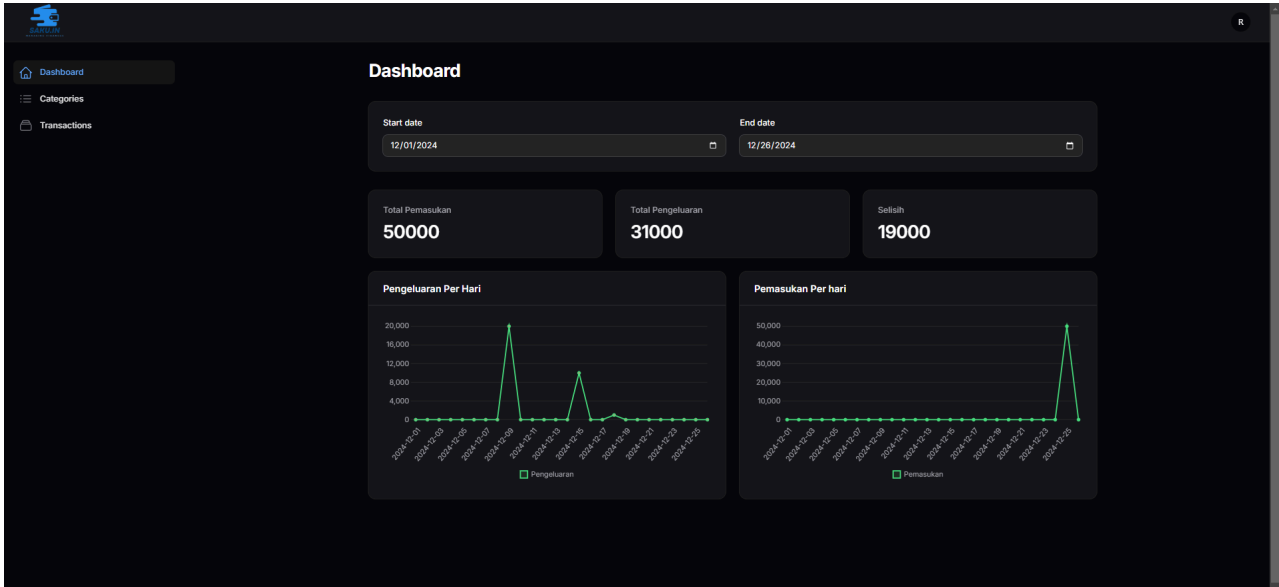 SAKU.IN
R
Dashboard
Categories
Transactions
Dashboard
Start date
End date
12/01/2024
12/26/2024
Total Pemasukan
Total Pengeluaran
Selisih
50000
31000
19000
Pengeluaran Per Hari
20,000
16,000
12,000
8,000
4,000
0
2024-12-01
2024-12-03
2024-12-05
2024-12-07
2024-12-09
2024-12-11
2024-12-13
2024-12-15
2024-12-17
2024-12-19
2024-12-21
2024-12-23
2024-12-25
Pengeluaran
Pemasukan Per hari
50,000
40,000
30,000
20,000
10,000
0
2024-12-01
2024-12-03
2024-12-05
2024-12-07
2024-12-09
2024-12-11
2024-12-13
2024-12-15
2024-12-17
2024-12-19
2024-12-21
2024-12-23
2024-12-25
Pemasukan